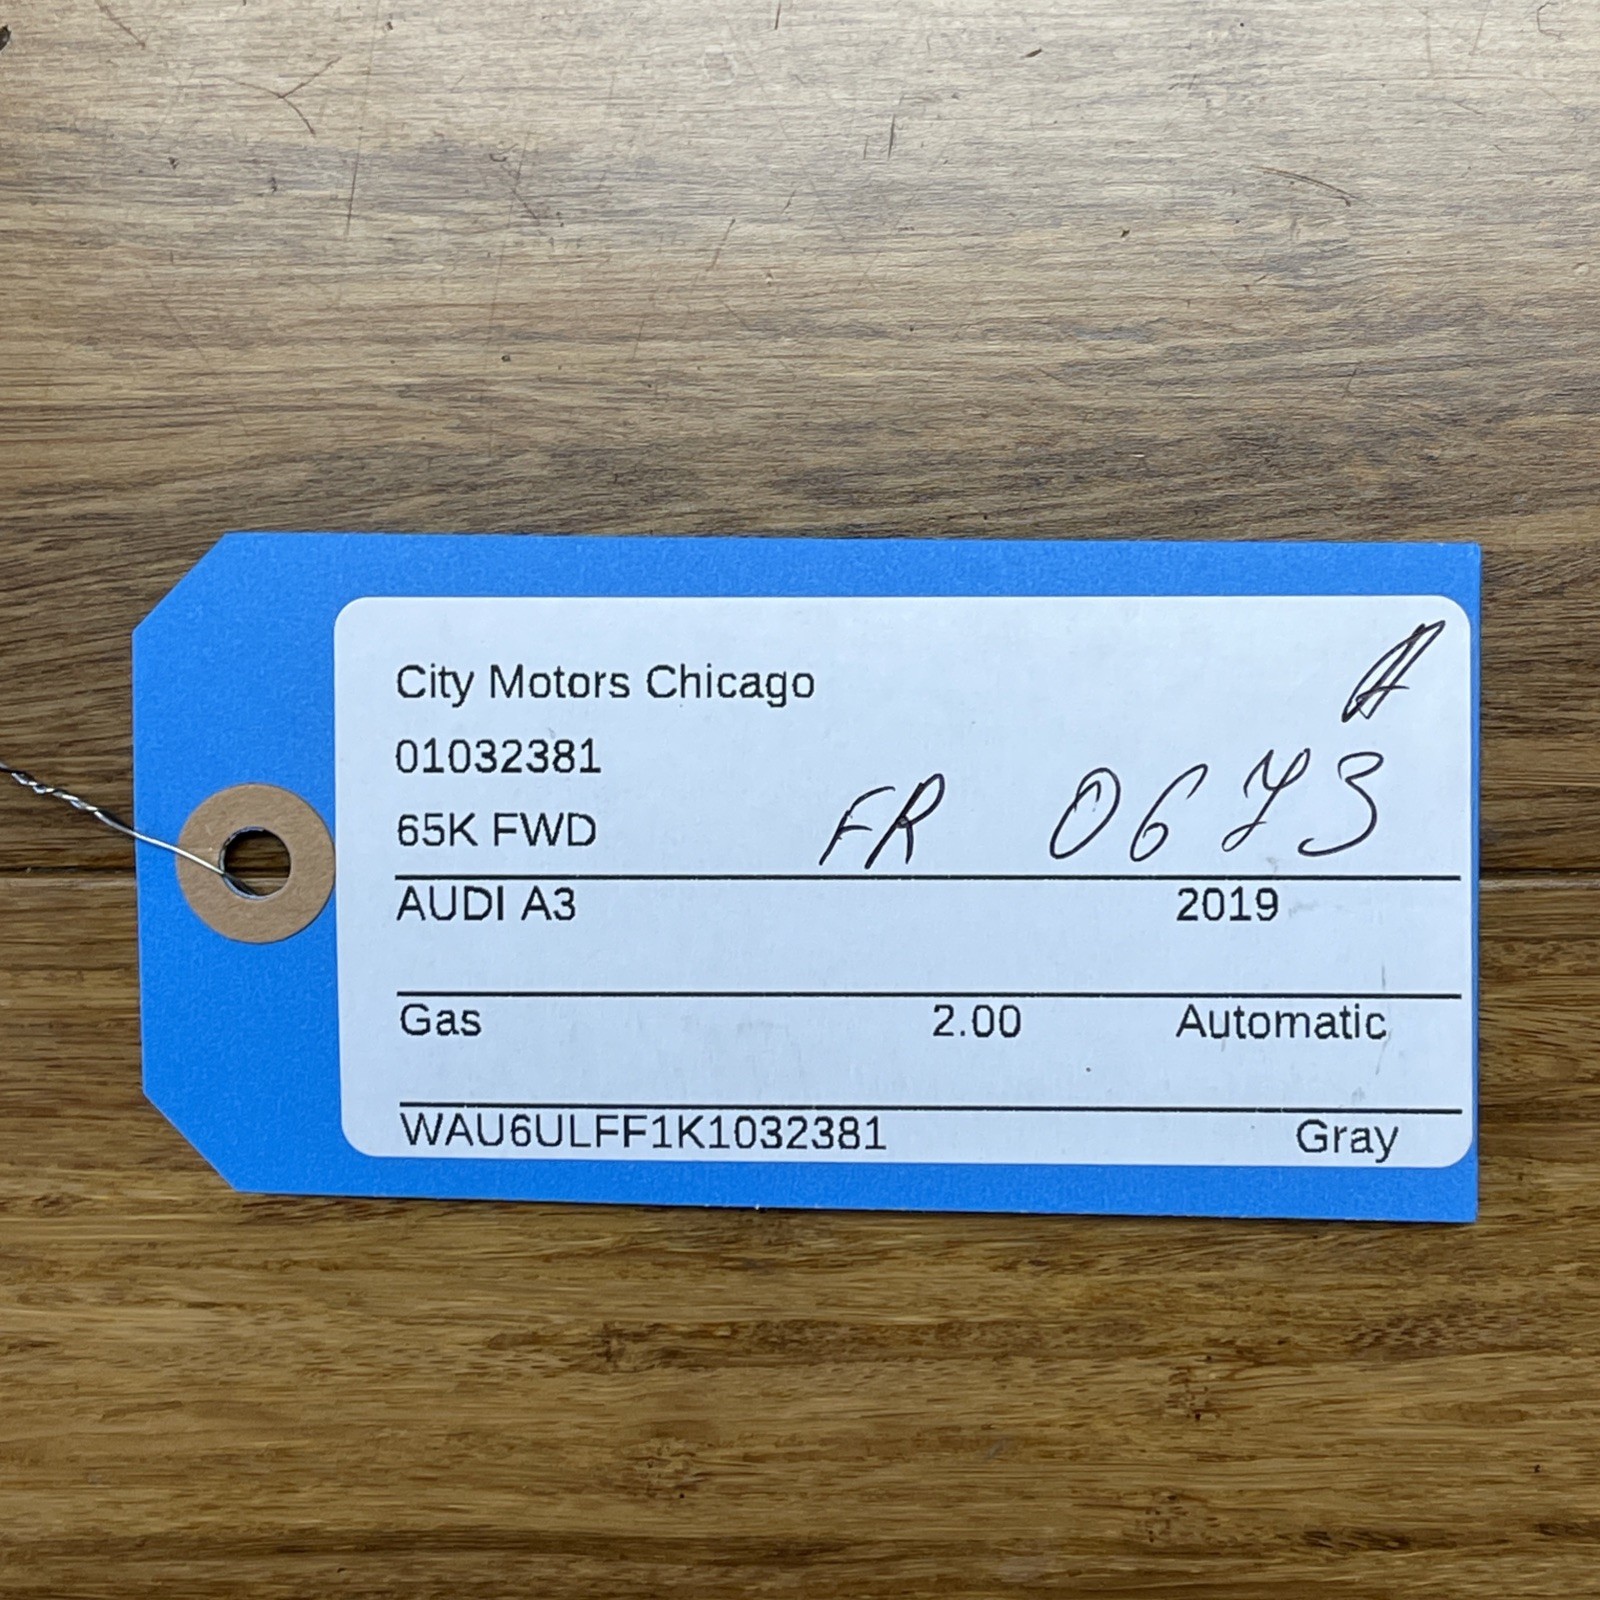 City Motors Chicago
01032381
65K FWD FR 0673
AUDI A3 2019
Gas 2.00 Automatic
WAU6ULFF1K1032381 Gray